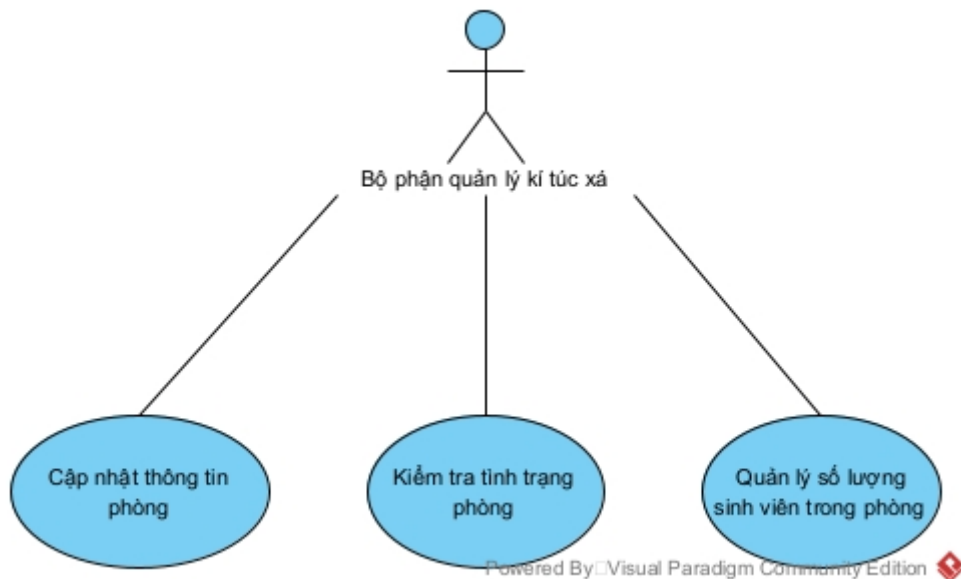 Bộ phận quản lý kí túc xá
Cập nhật thông tin
phòng
Kiểm tra tình trạng
phòng
Quản lý số lượng
sinh viên trong phòng
Powered By□Visual Paradigm Community Edition